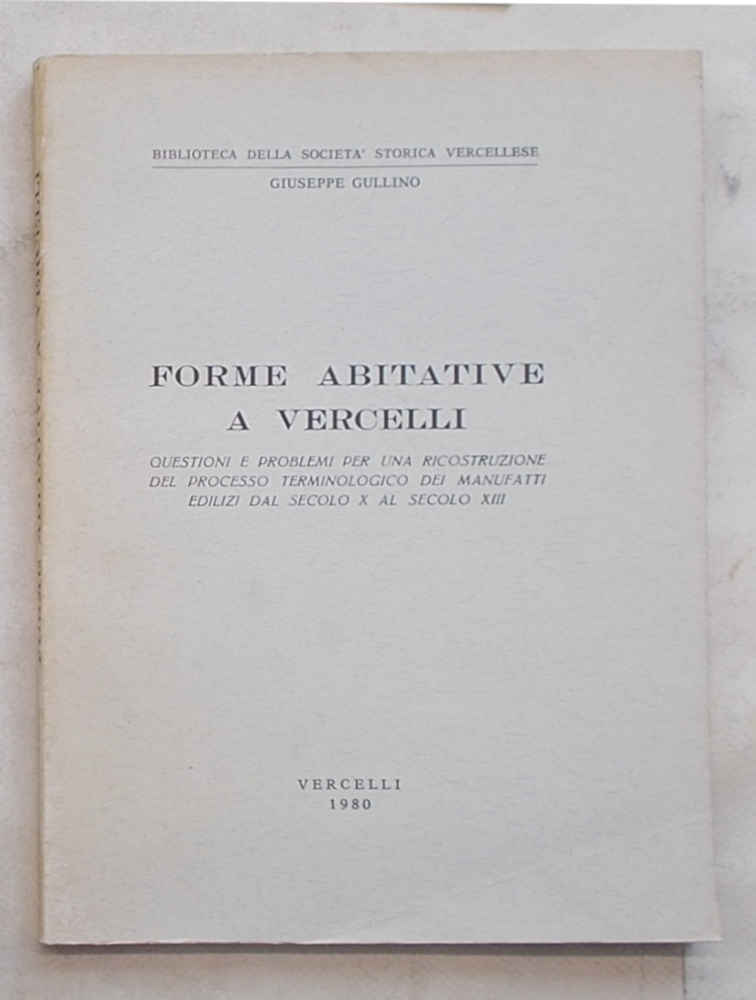 BIBLIOTECA DELLA SOCIETA' STORICA VERCELLESE
GIUSEPPE GULLINO
FORME ABITATIVE
A VERCELLI
QUESTIONI E PROBLEMI PER UNA RICOSTRUZIONE
DEL PROCESSO TERMINOLOGICO DEI MANUFATTI
EDILIZI DAL SECOLO X AL SECOLO XIII
VERCELLI
1980